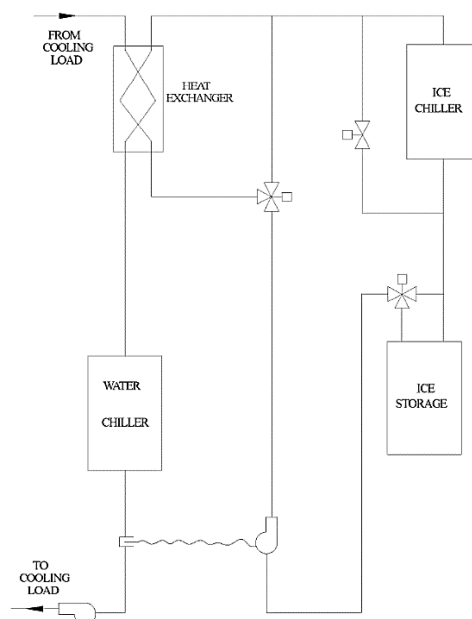 FROM
COOLING
LOAD
HEAT
EXCHANGER
ICE
CHILLER
WATER
CHILLER
ICE
STORAGE
TO
COOLING
LOAD